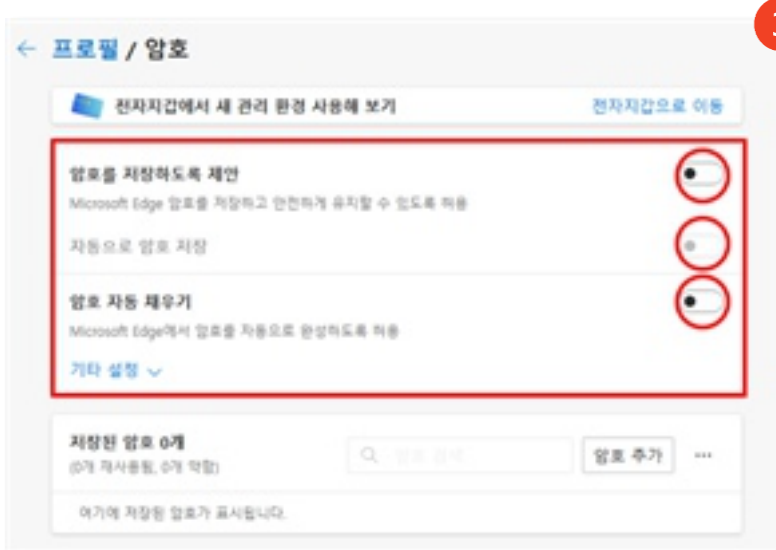 ← 프로필 / 암호
전자지갑에서 새 관리 환경 사용해 보기 전자지갑으로 이동
암호를 저장하도록 제안
Microsoft Edge 암호를 저장하고 안전하게 유지할 수 있도록 허용
자동으로 암호 저장
암호 자동 채우기
Microsoft Edge에서 암호를 자동으로 완성하도록 허용
기타 설정
저장된 암호 0개
(0개 재사용됨, 0개 약함)
암호 검색
암호 추가 ...
여기에 저장된 암호가 표시됩니다.